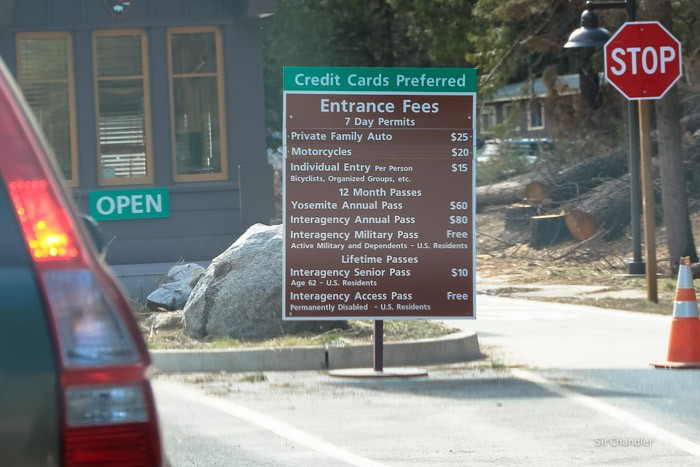 Credit Cards Preferred
Entrance Fees
7 Day Permits
Private Family Auto $25
Motorcycles $20
Individual Entry Per Person $15
Bicyclists, Organized Groups, etc.
12 Month Passes
Yosemite Annual Pass $60
Interagency Annual Pass $80
Interagency Military Pass Free
Active Military and Dependents - U.S. Residents
Lifetime Passes
Interagency Senior Pass $10
Age 62 - U.S. Residents
Interagency Access Pass Free
Permanently Disabled - U.S. Residents
OPEN
STOP
Sir Chandler